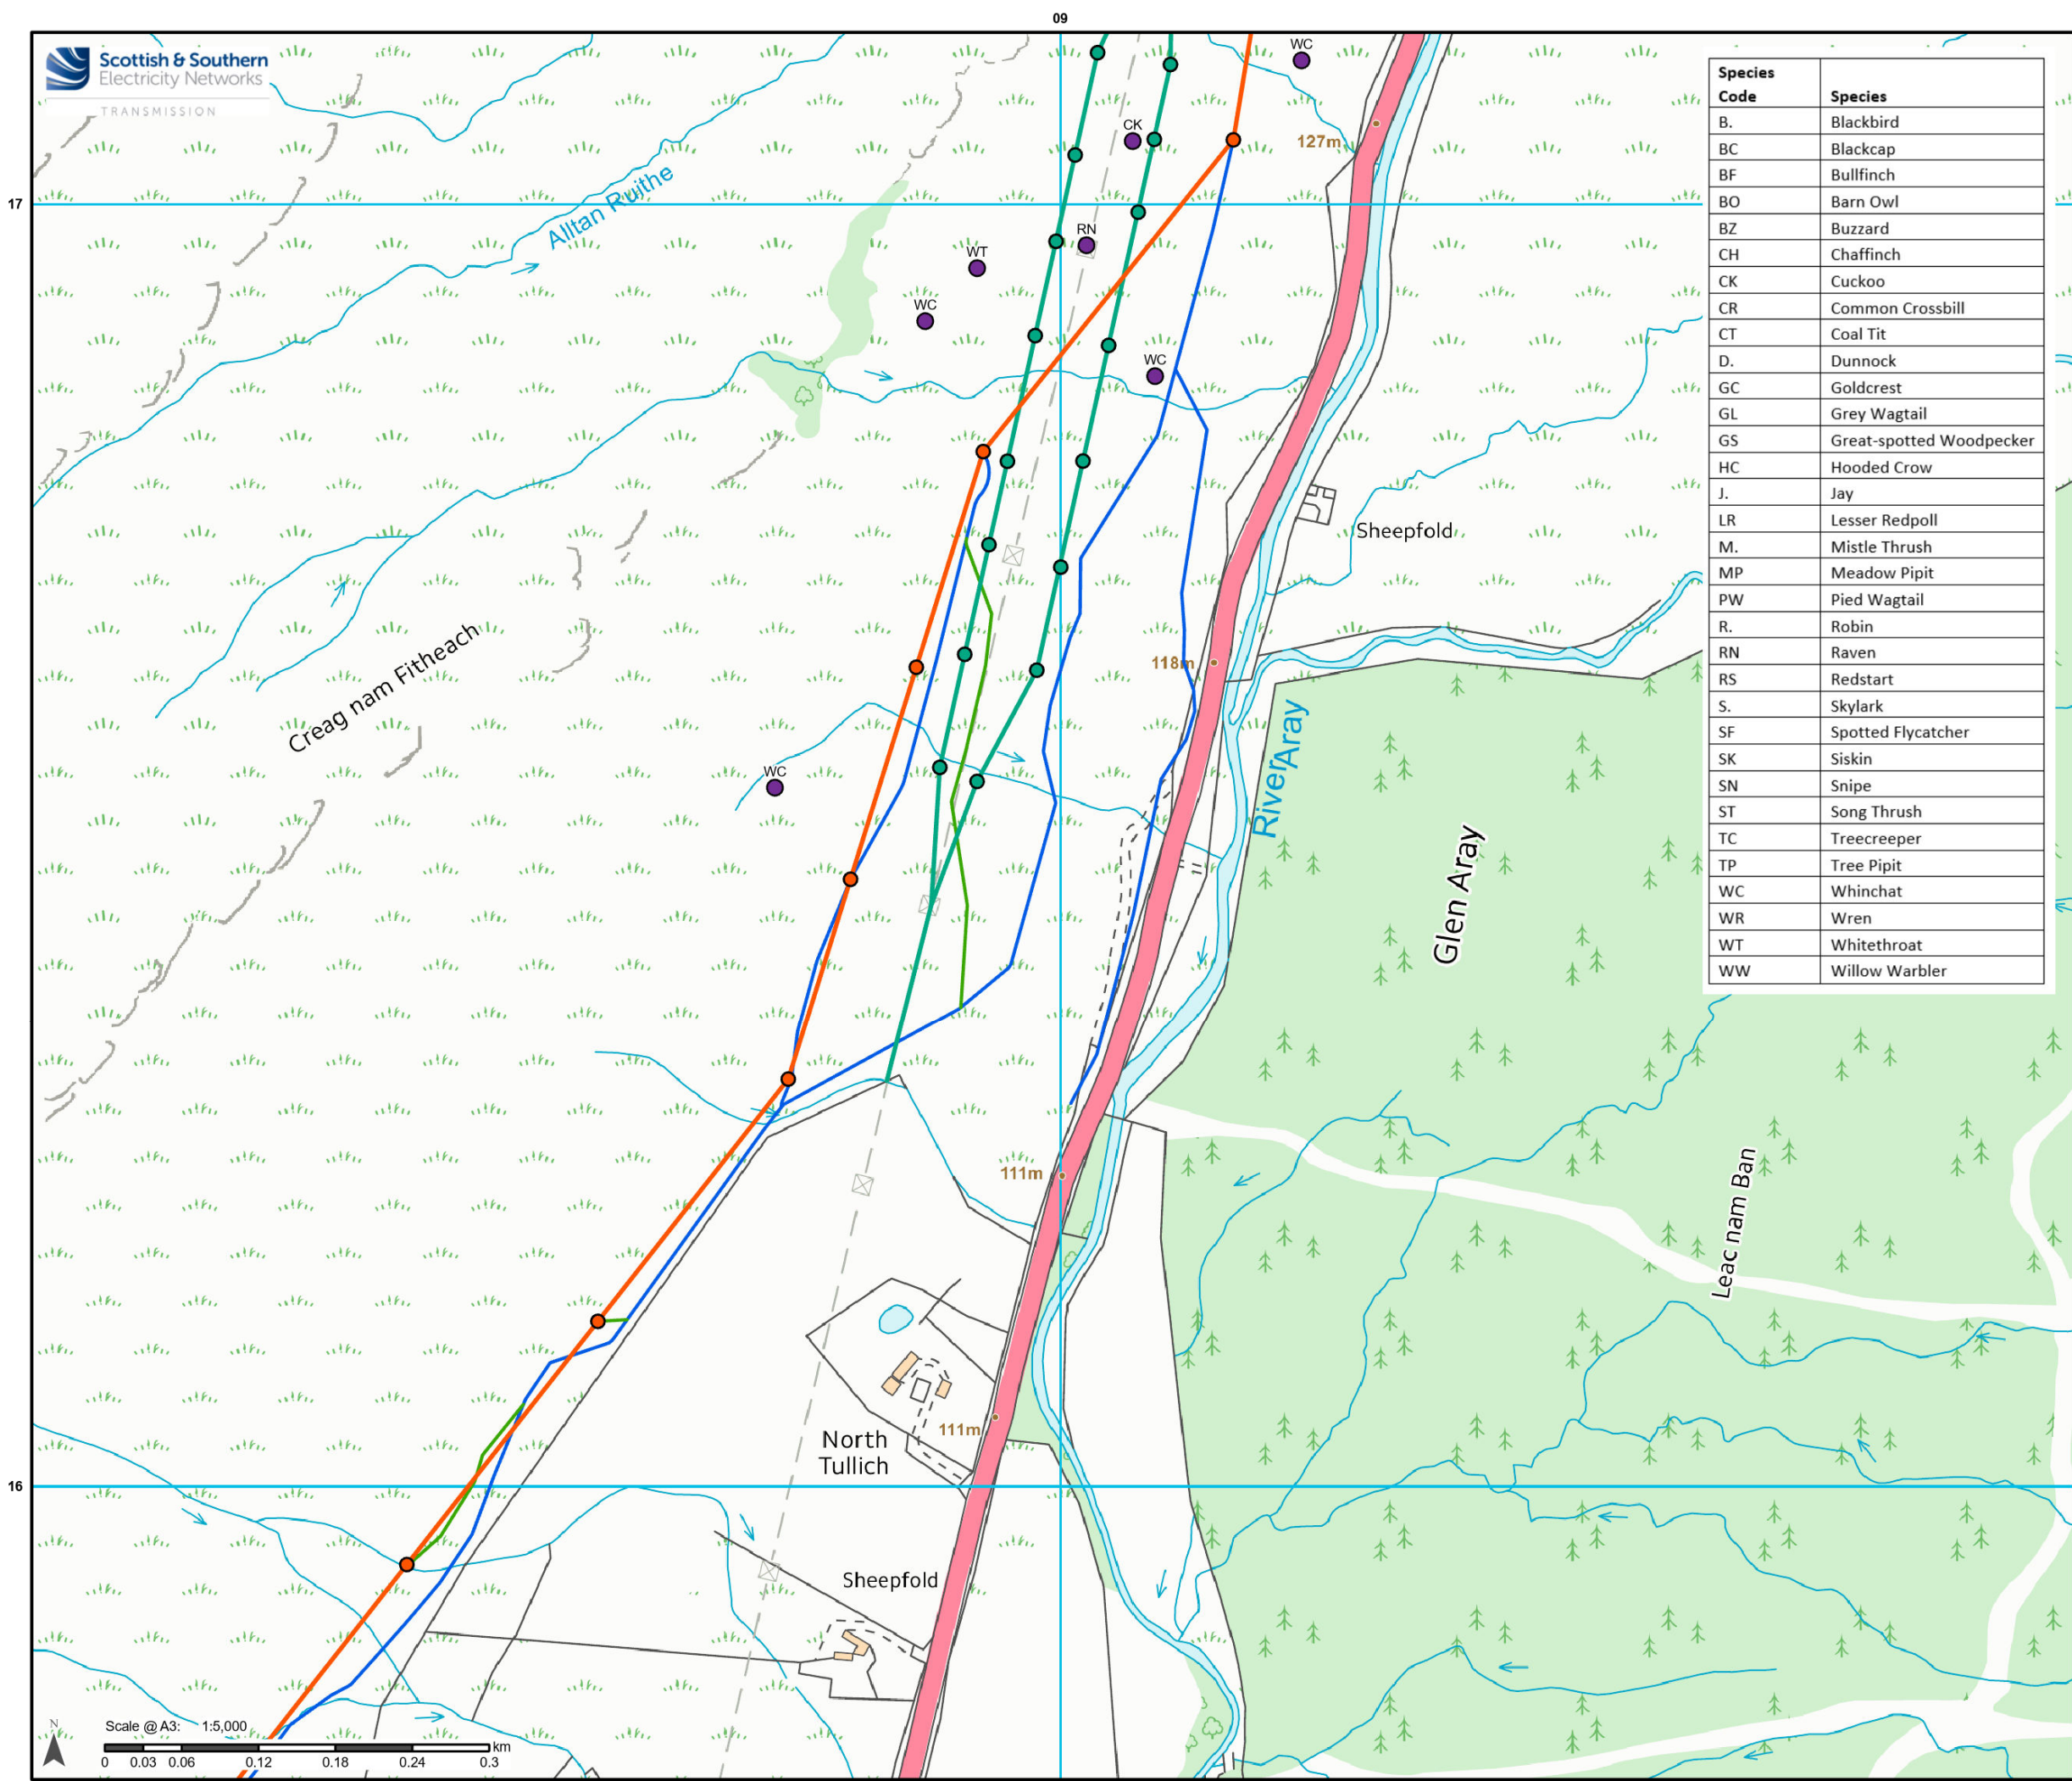 09
Scottish & Southern
Electricity Networks
TRANSMISSION
WC
CK
127m
17
Alltan Ruithe
RN
WT
WC
WC
Sheepfold
118m
Creag nam Fitheach
River Aray
WC
Glen Aray
111m
Leac nam Ban
111m
North
Tullich
16
Sheepfold
N
Scale @A3: 1:5,000
km
0 0.03 0.06 0.12 0.18 0.24 0.3
Species
Code Species
B. Blackbird
BC Blackcap
BF Bullfinch
BO Barn Owl
BZ Buzzard
CH Chaffinch
CK Cuckoo
CR Common Crossbill
CT Coal Tit
D. Dunnock
GC Goldcrest
GL Grey Wagtail
GS Great-spotted Woodpecker
HC Hooded Crow
J. Jay
LR Lesser Redpoll
M. Mistle Thrush
MP Meadow Pipit
PW Pied Wagtail
R. Robin
RN Raven
RS Redstart
S. Skylark
SF Spotted Flycatcher
SK Siskin
SN Snipe
ST Song Thrush
TC Treecreeper
TP Tree Pipit
WC Whinchat
WR Wren
WT Whitethroat
WW Willow Warbler